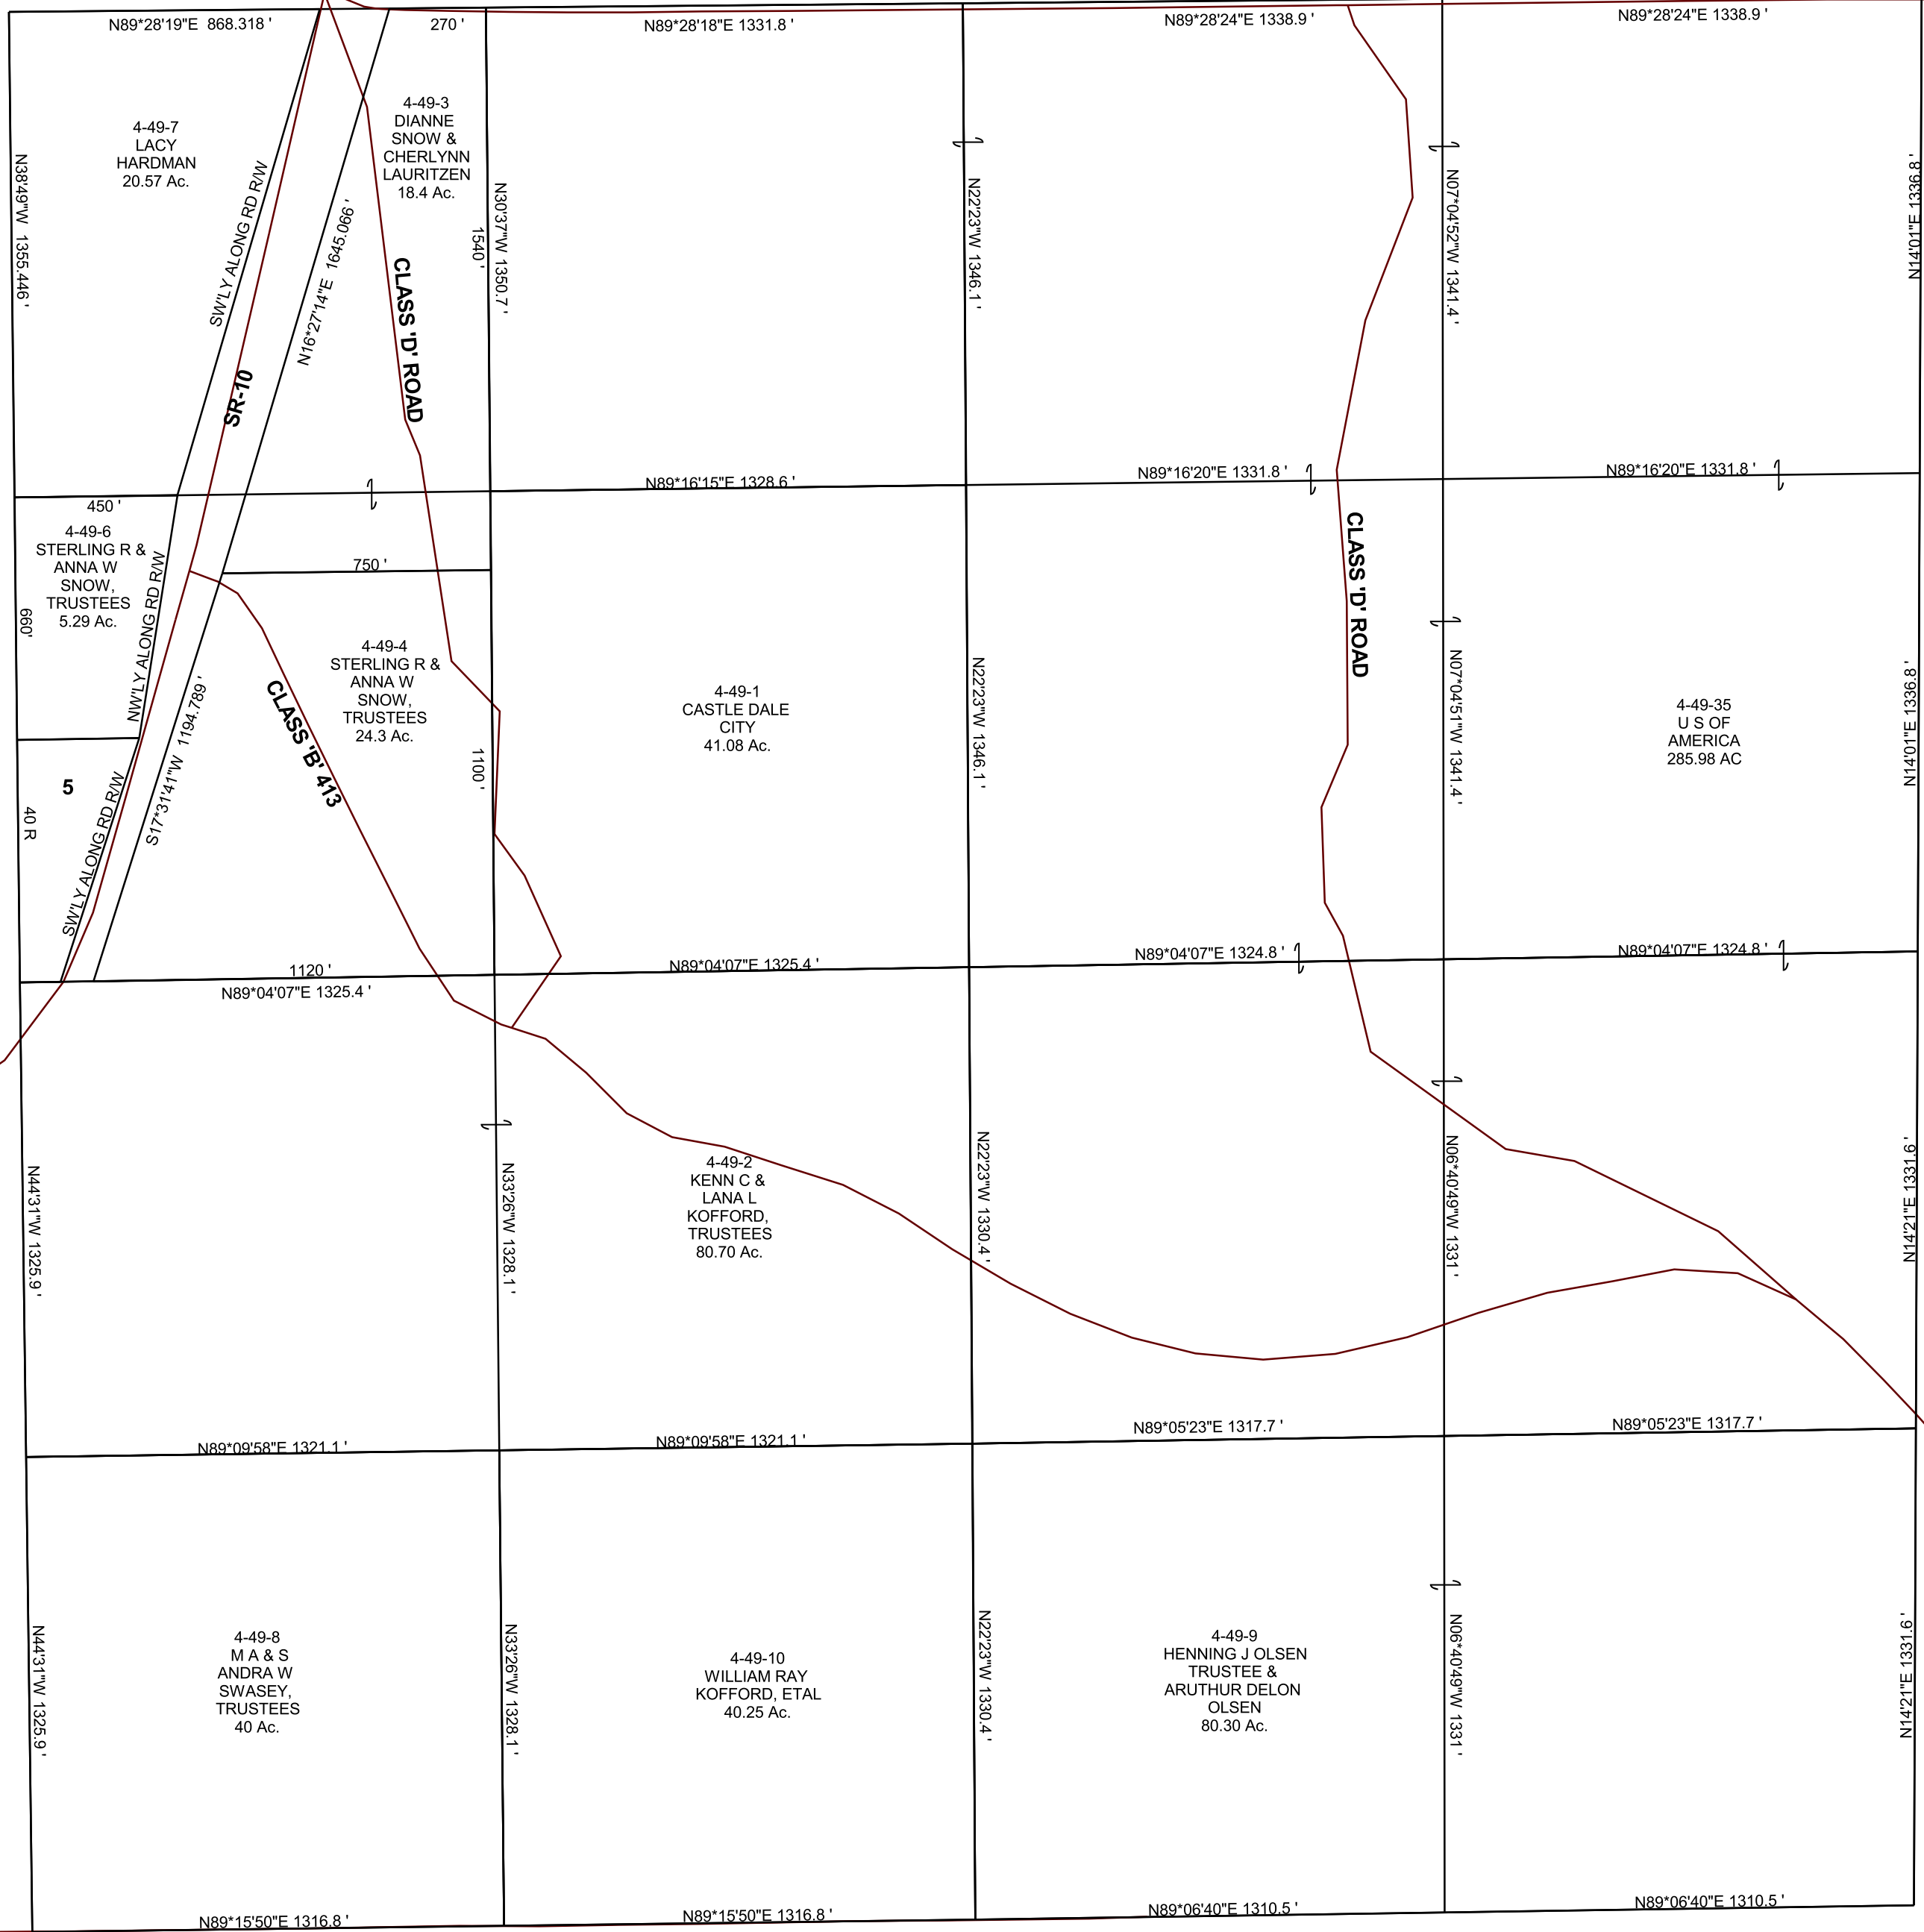 N89*28'19"E 868.318 '
270 '
N89*28'18"E 1331.8 '
N89*28'24"E 1338.9 '
N89*28'24"E 1338.9 '
4-49-7
LACY
HARDMAN
20.57 Ac.
4-49-3
DIANNE
SNOW &
CHERLYNN
LAURITZEN
18.4 Ac.
N38'49"W 1355.446 '
SW'LY ALONG RD R/W
SR-10
N16*27'14"E 1645.066 '
CLASS 'D' ROAD
1540 '
N30'37"W 1350.7 '
N22'23"W 1346.1 '
N07*04'52"W 1341.4 '
N14'01"E 1336.8 '
N89*16'15"E 1328.6 '
N89*16'20"E 1331.8 '
N89*16'20"E 1331.8 '
450 '
4-49-6
STERLING R &
ANNA W
SNOW,
TRUSTEES
5.29 Ac.
660'
NW'LY ALONG RD R/W
750 '
4-49-4
STERLING R &
ANNA W
SNOW,
TRUSTEES
24.3 Ac.
CLASS 'B' 413
S17*31'41"W 1194.789 '
1100 '
4-49-1
CASTLE DALE
CITY
41.08 Ac.
N22'23"W 1346.1 '
CLASS 'D' ROAD
N07*04'51"W 1341.4 '
4-49-35
U S OF
AMERICA
285.98 AC
N14'01"E 1336.8 '
5
40 R
SW'LY ALONG RD R/W
1120 '
N89*04'07"E 1325.4 '
N89*04'07"E 1325.4 '
N89*04'07"E 1324.8 '
N89*04'07"E 1324.8 '
N44'31"W 1325.9 '
N33'26"W 1328.1 '
4-49-2
KENN C &
LANA L
KOFFORD,
TRUSTEES
80.70 Ac.
N22'23"W 1330.4 '
N06*40'49"W 1331 '
N14'21"E 1331.6 '
N89*09'58"E 1321.1 '
N89*09'58"E 1321.1 '
N89*05'23"E 1317.7 '
N89*05'23"E 1317.7 '
N44'31"W 1325.9 '
4-49-8
M A & S
ANDRA W
SWASEY,
TRUSTEES
40 Ac.
N33'26"W 1328.1 '
4-49-10
WILLIAM RAY
KOFFORD, ETAL
40.25 Ac.
N22'23"W 1330.4 '
4-49-9
HENNING J OLSEN
TRUSTEE &
ARUTHUR DELON
OLSEN
80.30 Ac.
N06*40'49"W 1331 '
N14'21"E 1331.6 '
N89*15'50"E 1316.8 '
N89*15'50"E 1316.8 '
N89*06'40"E 1310.5 '
N89*06'40"E 1310.5 '